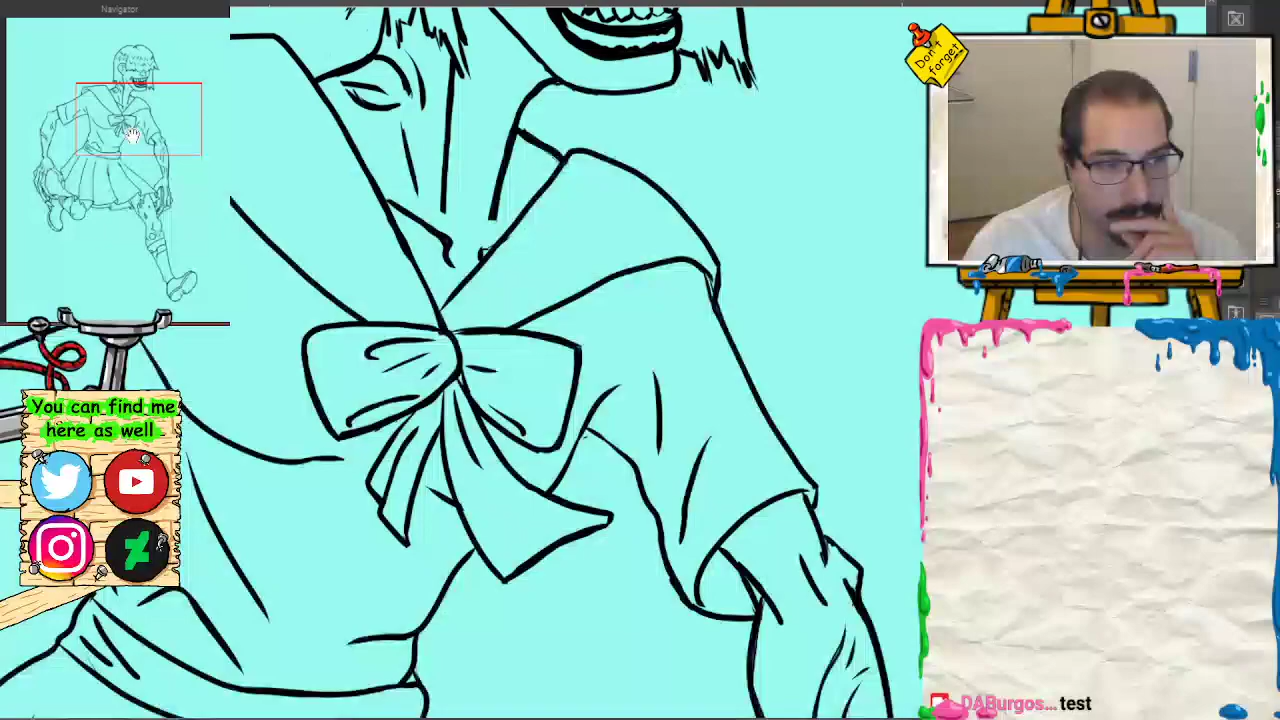 Navigator
Don't
forget
You can find me
here as well
DABurgos... test